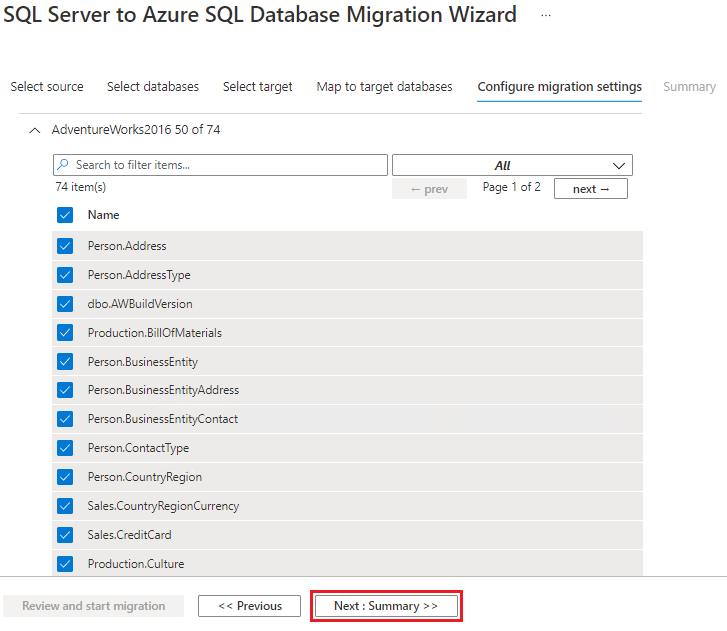 SQL Server to Azure SQL Database Migration Wizard ...
Select source Select databases Select target Map to target databases Configure migration settings Summary
AdventureWorks2016 50 of 74
Search to filter items... All
74 item(s) ← prev Page 1 of 2 next →
Name
Person.Address
Person.AddressType
dbo.AWBuildVersion
Production.BillOfMaterials
Person.BusinessEntity
Person.BusinessEntityAddress
Person.BusinessEntityContact
Person.ContactType
Person.CountryRegion
Sales.CountryRegionCurrency
Sales.CreditCard
Production.Culture
Review and start migration << Previous Next : Summary >>